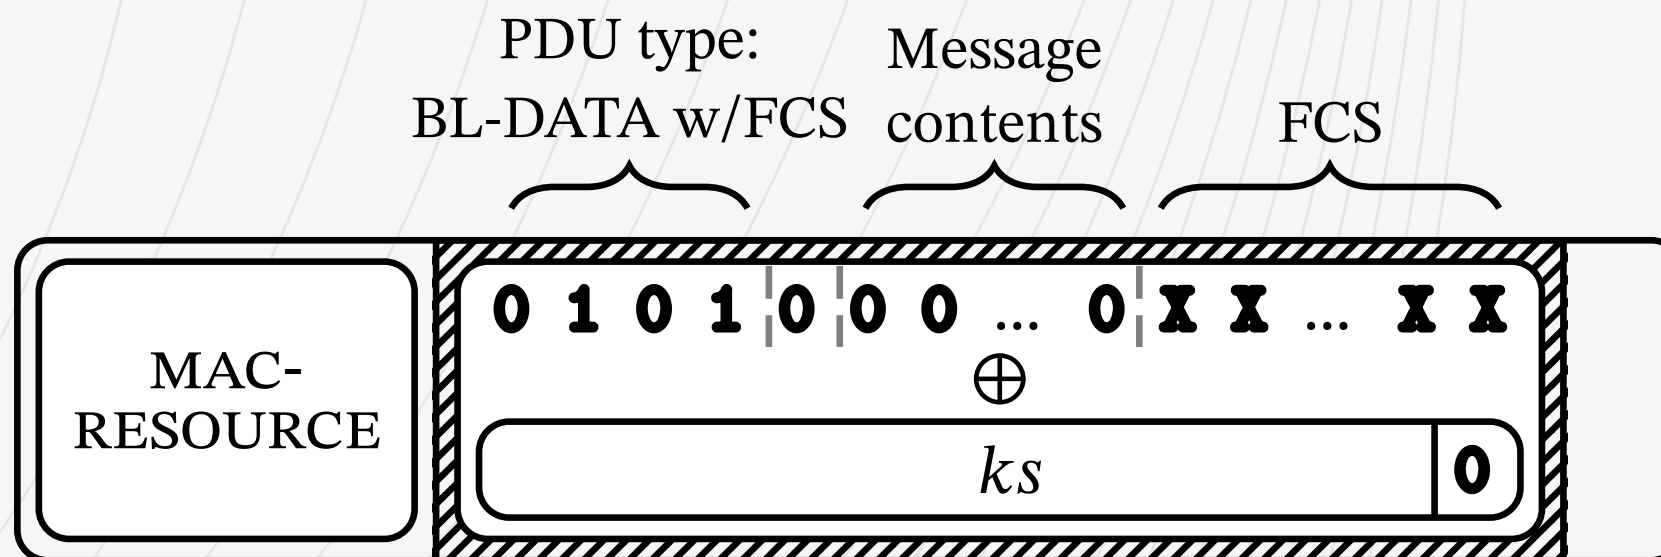 PDU type:
BL-DATA w/FCS
Message
contents
FCS
MAC-
RESOURCE
0 1 0 1 0 0 0 ... 0 X X ... X X
⊕
ks 0